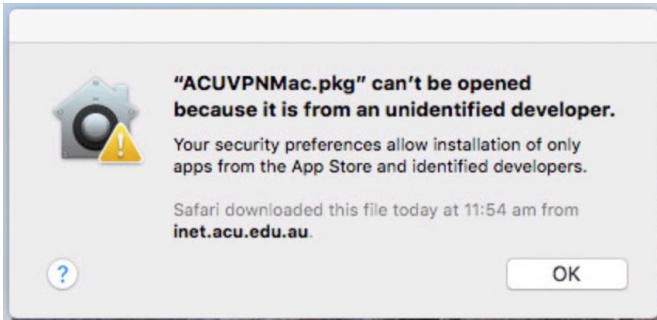 “ACUVPNMac.pkg” can’t be opened
because it is from an unidentified developer.
Your security preferences allow installation of only
apps from the App Store and identified developers.
Safari downloaded this file today at 11:54 am from
inet.acu.edu.au.
?
OK